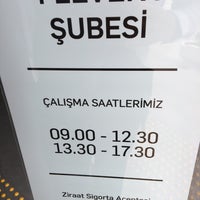 ŞUBESİ
ÇALIŞMA SAATLERİMİZ
09.00 - 12.30
13.30 - 17.30
Ziraat Sigorta Acentesi